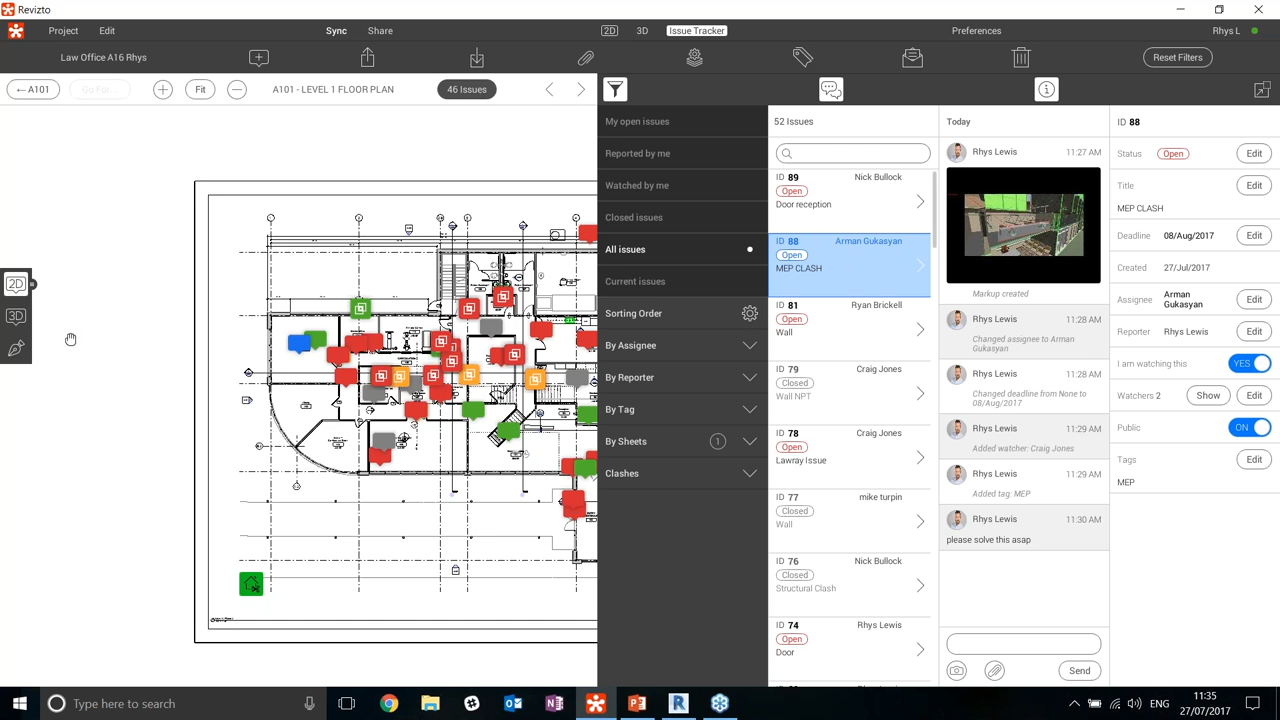 Revizto
Project
Edit
Sync
Share
2D
3D
Issue Tracker
Preferences
Rhys L
Law Office A16 Rhys
Reset Filters
← A101
Go For...
Fit
A101 - LEVEL 1 FLOOR PLAN
46 Issues
My open issues
Reported by me
Watched by me
Closed issues
All issues
Current issues
Sorting Order
By Assignee
By Reporter
By Tag
By Sheets
1
Clashes
52 Issues
ID 89
Nick Bullock
Open
Door reception
ID 88
Arman Gukasyan
Open
MEP CLASH
ID 81
Ryan Brickell
Open
Wall
ID 79
Craig Jones
Closed
Wall NPT
ID 78
Craig Jones
Open
Lawray Issue
ID 77
mike turpin
Closed
Wall
ID 76
Nick Bullock
Closed
Structural Clash
ID 74
Rhys Lewis
Open
Door
Today
Rhys Lewis
11:27 AM
Markup created
Rhys Lewis
11:28 AM
Changed assignee to Arman
Gukasyan
Rhys Lewis
11:28 AM
Changed deadline from None to
08/Aug/2017
Rhys Lewis
11:29 AM
Added watcher: Craig Jones
Rhys Lewis
11:29 AM
Added tag: MEP
Rhys Lewis
11:30 AM
please solve this asap
Send
ID 88
Status
Open
Edit
Title
Edit
MEP CLASH
Deadline
08/Aug/2017
Edit
Created
27/Jul/2017
Assignee
Arman
Gukasyan
Edit
Reporter
Rhys Lewis
Edit
I am watching this
YES
Watchers 2
Show
Edit
Public
ON
Tags
Edit
MEP
2D
3D
Type here to search
ENG
11:35
27/07/2017